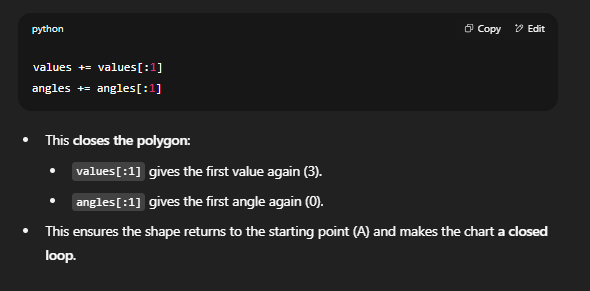 python
Copy Edit
values += values[:1]
angles += angles[:1]
This closes the polygon:
values[:1] gives the first value again (3).
angles[:1] gives the first angle again (0).
This ensures the shape returns to the starting point (A) and makes the chart a closed
loop.